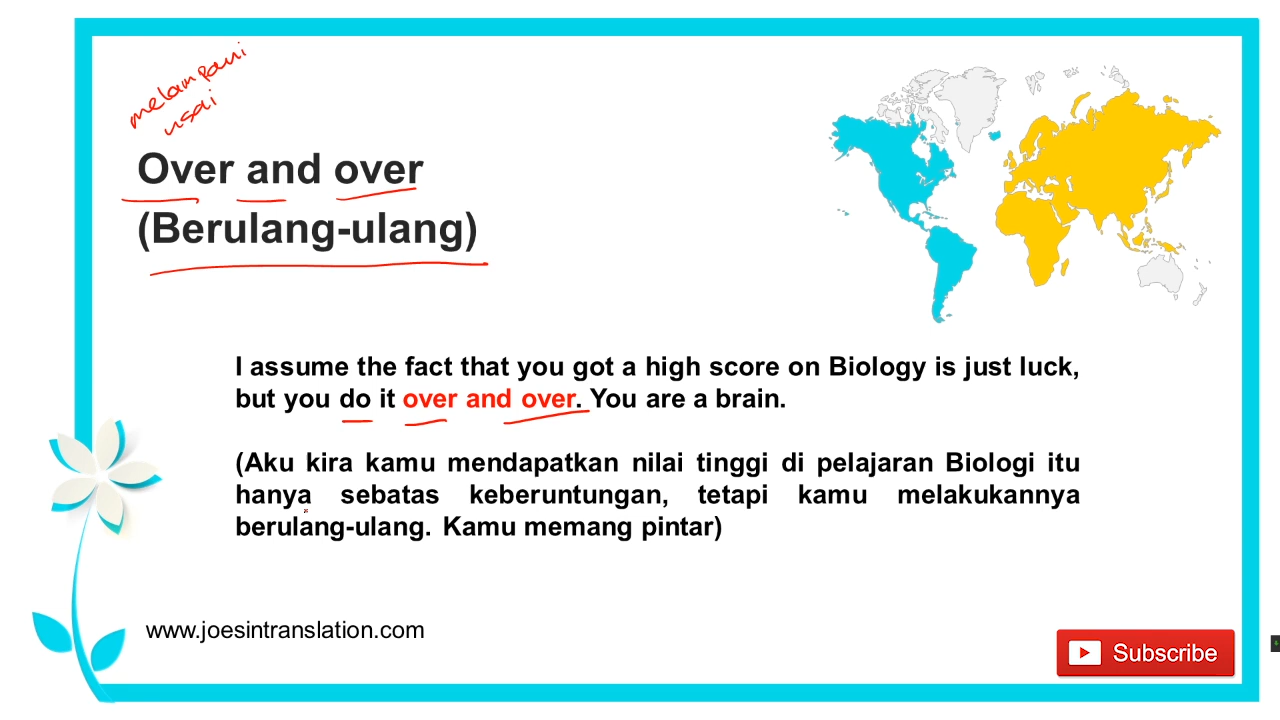 melampaui
usai
Over and over
(Berulang-ulang)
I assume the fact that you got a high score on Biology is just luck,
but you do it over and over. You are a brain.
(Aku kira kamu mendapatkan nilai tinggi di pelajaran Biologi itu
hanya sebatas keberuntungan, tetapi kamu melakukannya
berulang-ulang. Kamu memang pintar)
www.joesintranslation.com
Subscribe